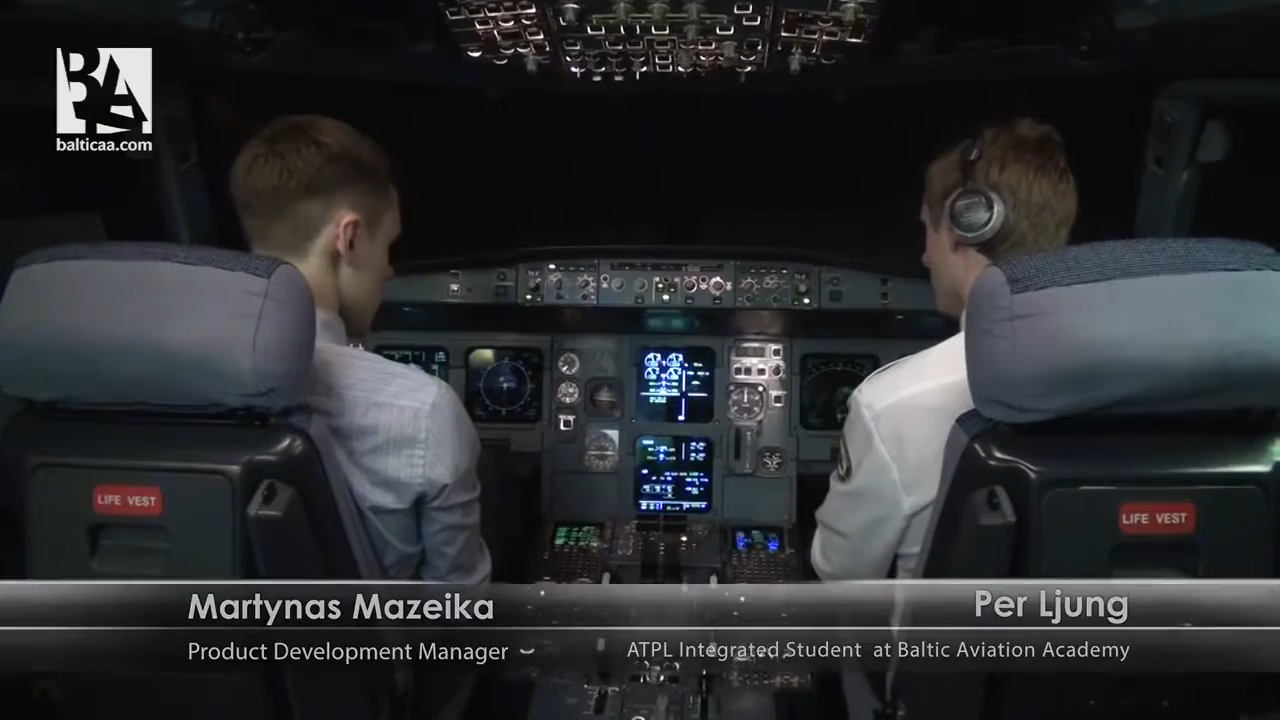 BAA
balticaa.com
LIFE VEST
LIFE VEST
Martynas Mazeika
Per Ljung
Product Development Manager
ATPL Integrated Student at Baltic Aviation Academy